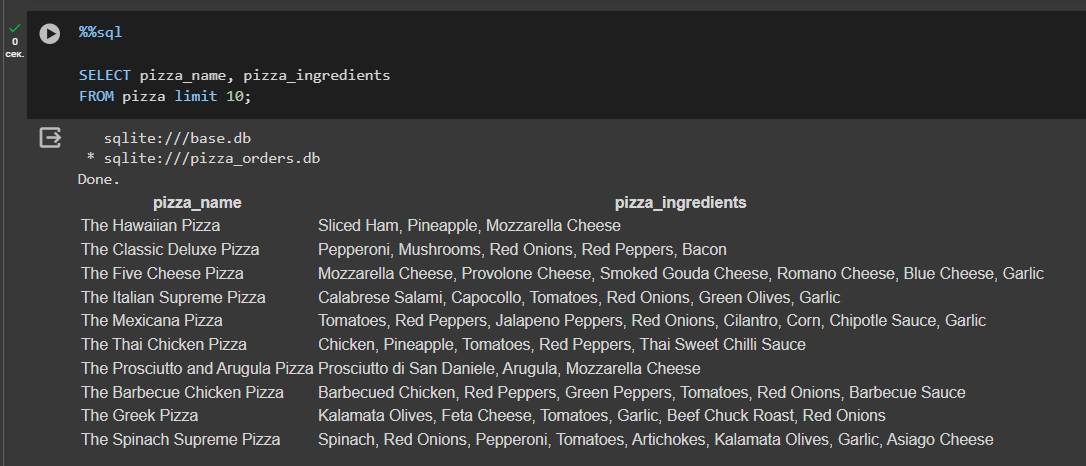 %%sql
0
сек.
SELECT pizza_name, pizza_ingredients
FROM pizza limit 10;
sqlite:///base.db
* sqlite:///pizza_orders.db
Done.
pizza_name pizza_ingredients
The Hawaiian Pizza Sliced Ham, Pineapple, Mozzarella Cheese
The Classic Deluxe Pizza Pepperoni, Mushrooms, Red Onions, Red Peppers, Bacon
The Five Cheese Pizza Mozzarella Cheese, Provolone Cheese, Smoked Gouda Cheese, Romano Cheese, Blue Cheese, Garlic
The Italian Supreme Pizza Calabrese Salami, Capocollo, Tomatoes, Red Onions, Green Olives, Garlic
The Mexicana Pizza Tomatoes, Red Peppers, Jalapeno Peppers, Red Onions, Cilantro, Corn, Chipotle Sauce, Garlic
The Thai Chicken Pizza Chicken, Pineapple, Tomatoes, Red Peppers, Thai Sweet Chilli Sauce
The Prosciutto and Arugula Pizza Prosciutto di San Daniele, Arugula, Mozzarella Cheese
The Barbecue Chicken Pizza Barbecued Chicken, Red Peppers, Green Peppers, Tomatoes, Red Onions, Barbecue Sauce
The Greek Pizza Kalamata Olives, Feta Cheese, Tomatoes, Garlic, Beef Chuck Roast, Red Onions
The Spinach Supreme Pizza Spinach, Red Onions, Pepperoni, Tomatoes, Artichokes, Kalamata Olives, Garlic, Asiago Cheese